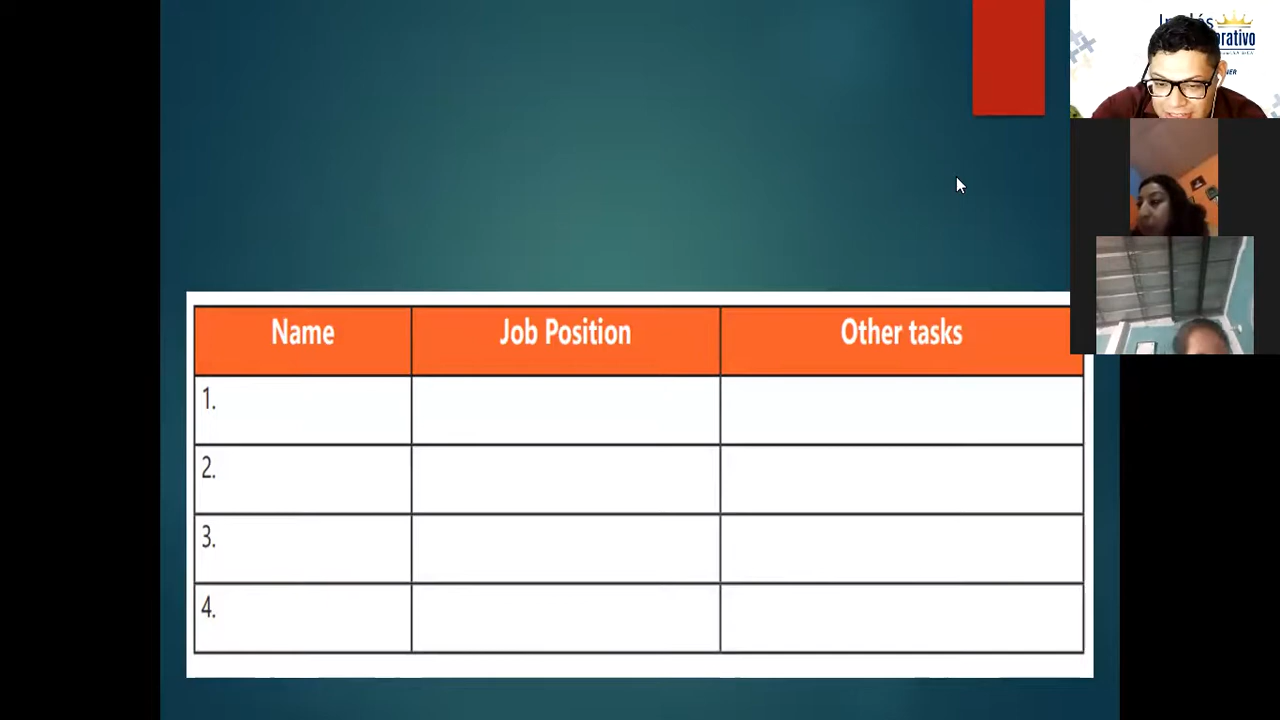 Name Job Position Other tasks
1.
2.
3.
4.